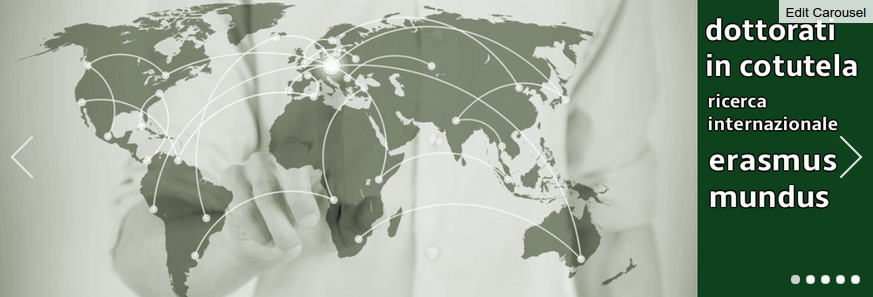 Edit Carousel
dottorati
in cotutela
ricerca
internazionale
erasmus
mundus